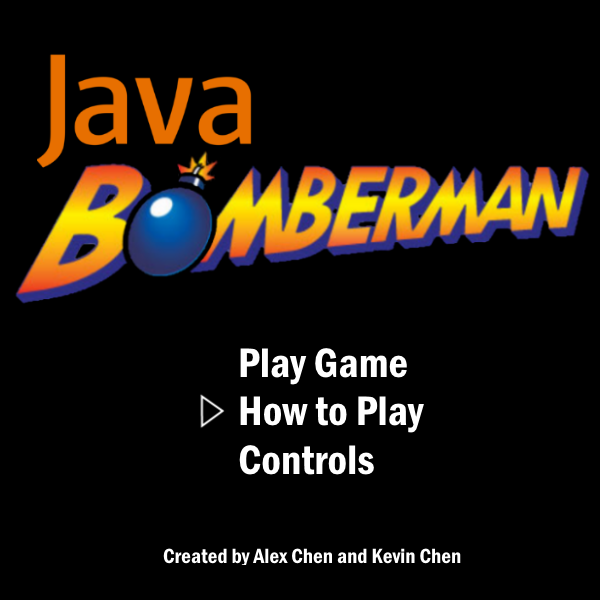 Java
BOMBERMAN
Play Game
How to Play
Controls
Created by Alex Chen and Kevin Chen